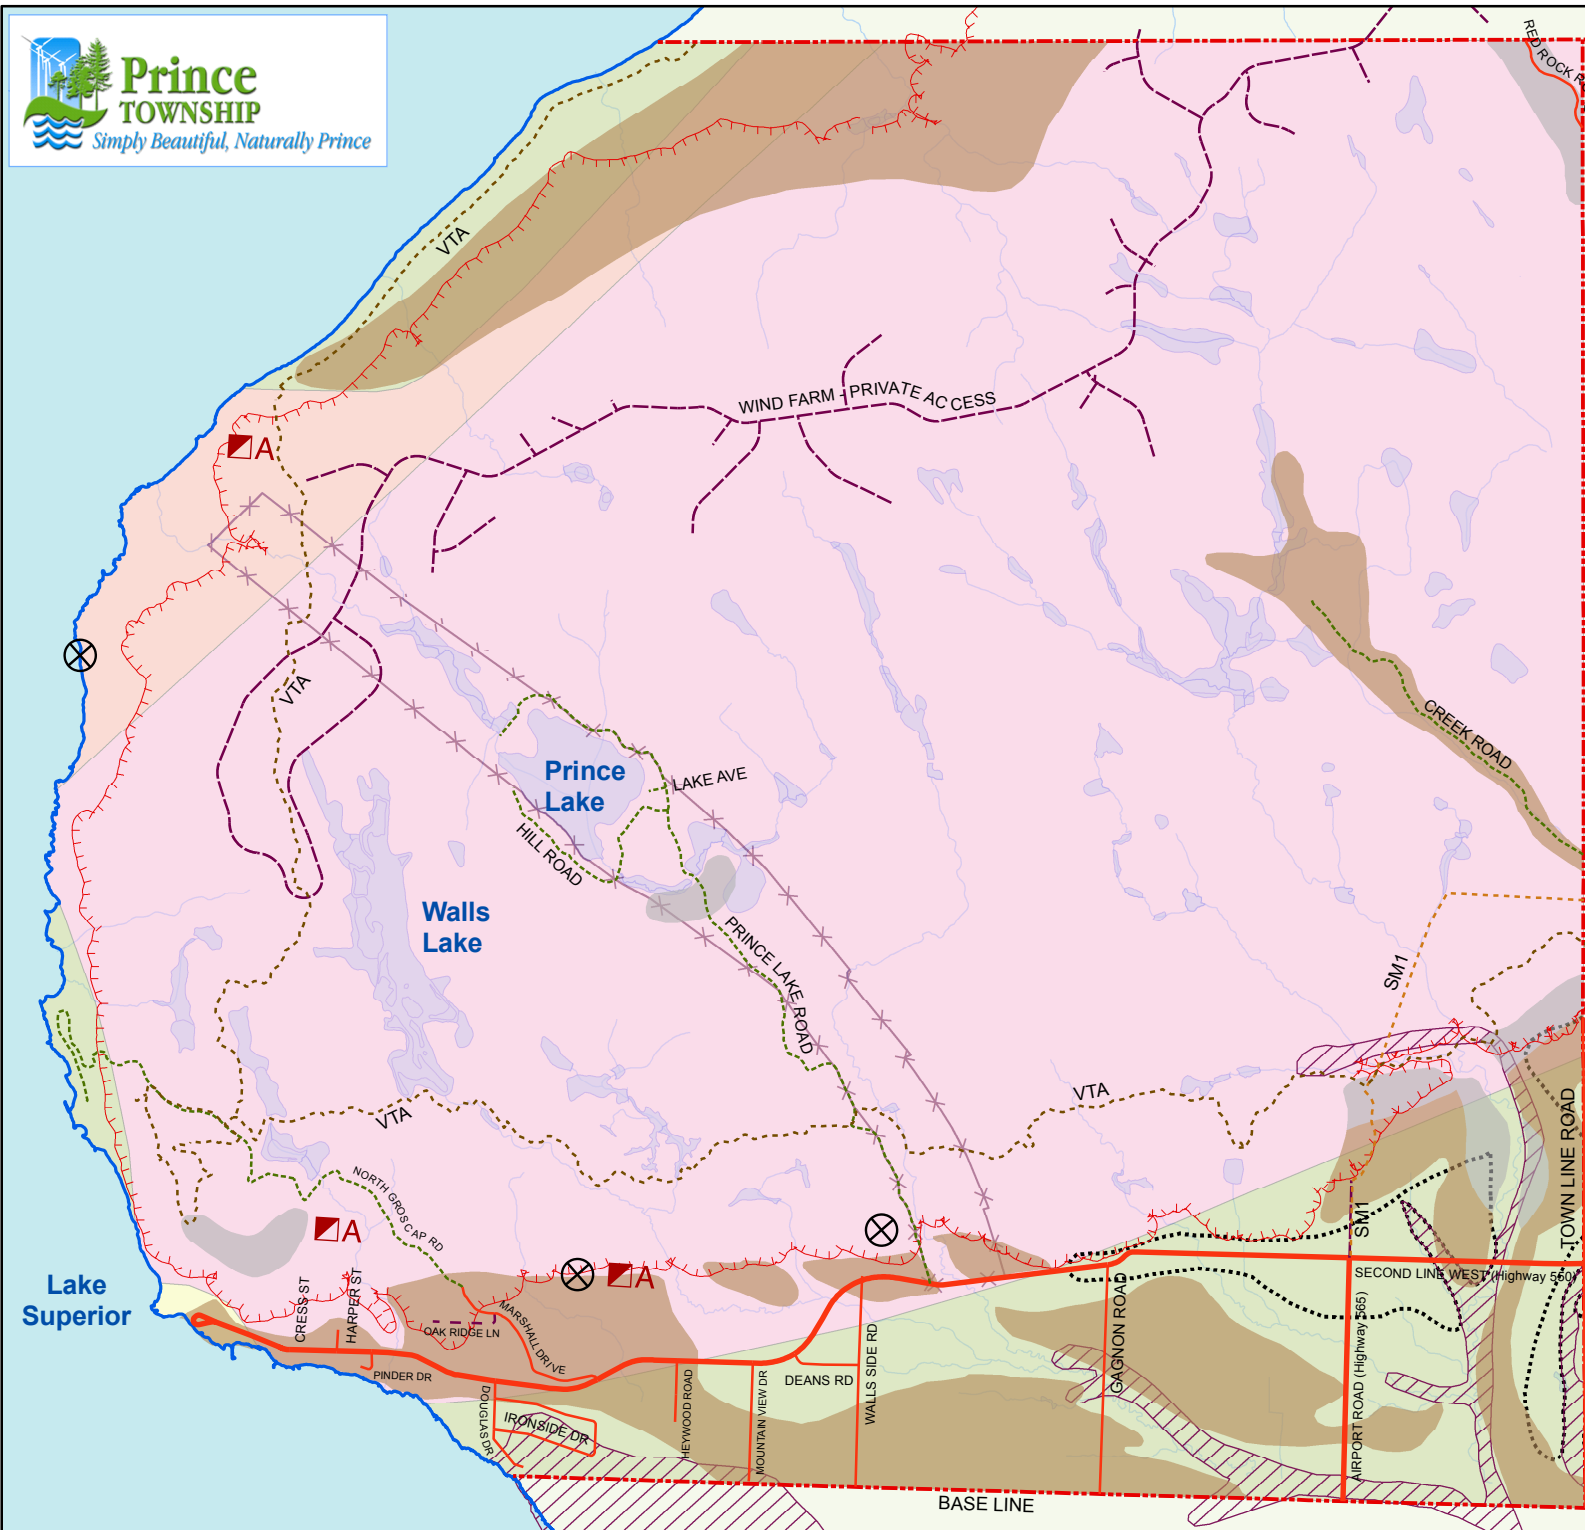 Prince
TOWNSHIP
Simply Beautiful, Naturally Prince
RED ROCK R
VTA
WIND FARM - PRIVATE ACCESS
A
VTA
CREEK ROAD
Prince
Lake
LAKE AVE
HILL ROAD
Walls
Lake
PRINCE LAKE ROAD
SM1
VTA
VTA
TOWN LINE ROAD
NORTH GROS CAP RD
A
SM1
Lake
Superior
CRESS ST
HARPER ST
A
SECOND LINE WEST (Highway 550)
OAK RIDGE LN
MARSHALL DRIVE
PINDER DR
DEANS RD
WALLS SIDE RD
GAGNON ROAD
AIRPORT ROAD (Highway 565)
DOUGLAS DR
IRONSIDE DR
HEYWOOD ROAD
MOUNTAIN VIEW DR
BASE LINE